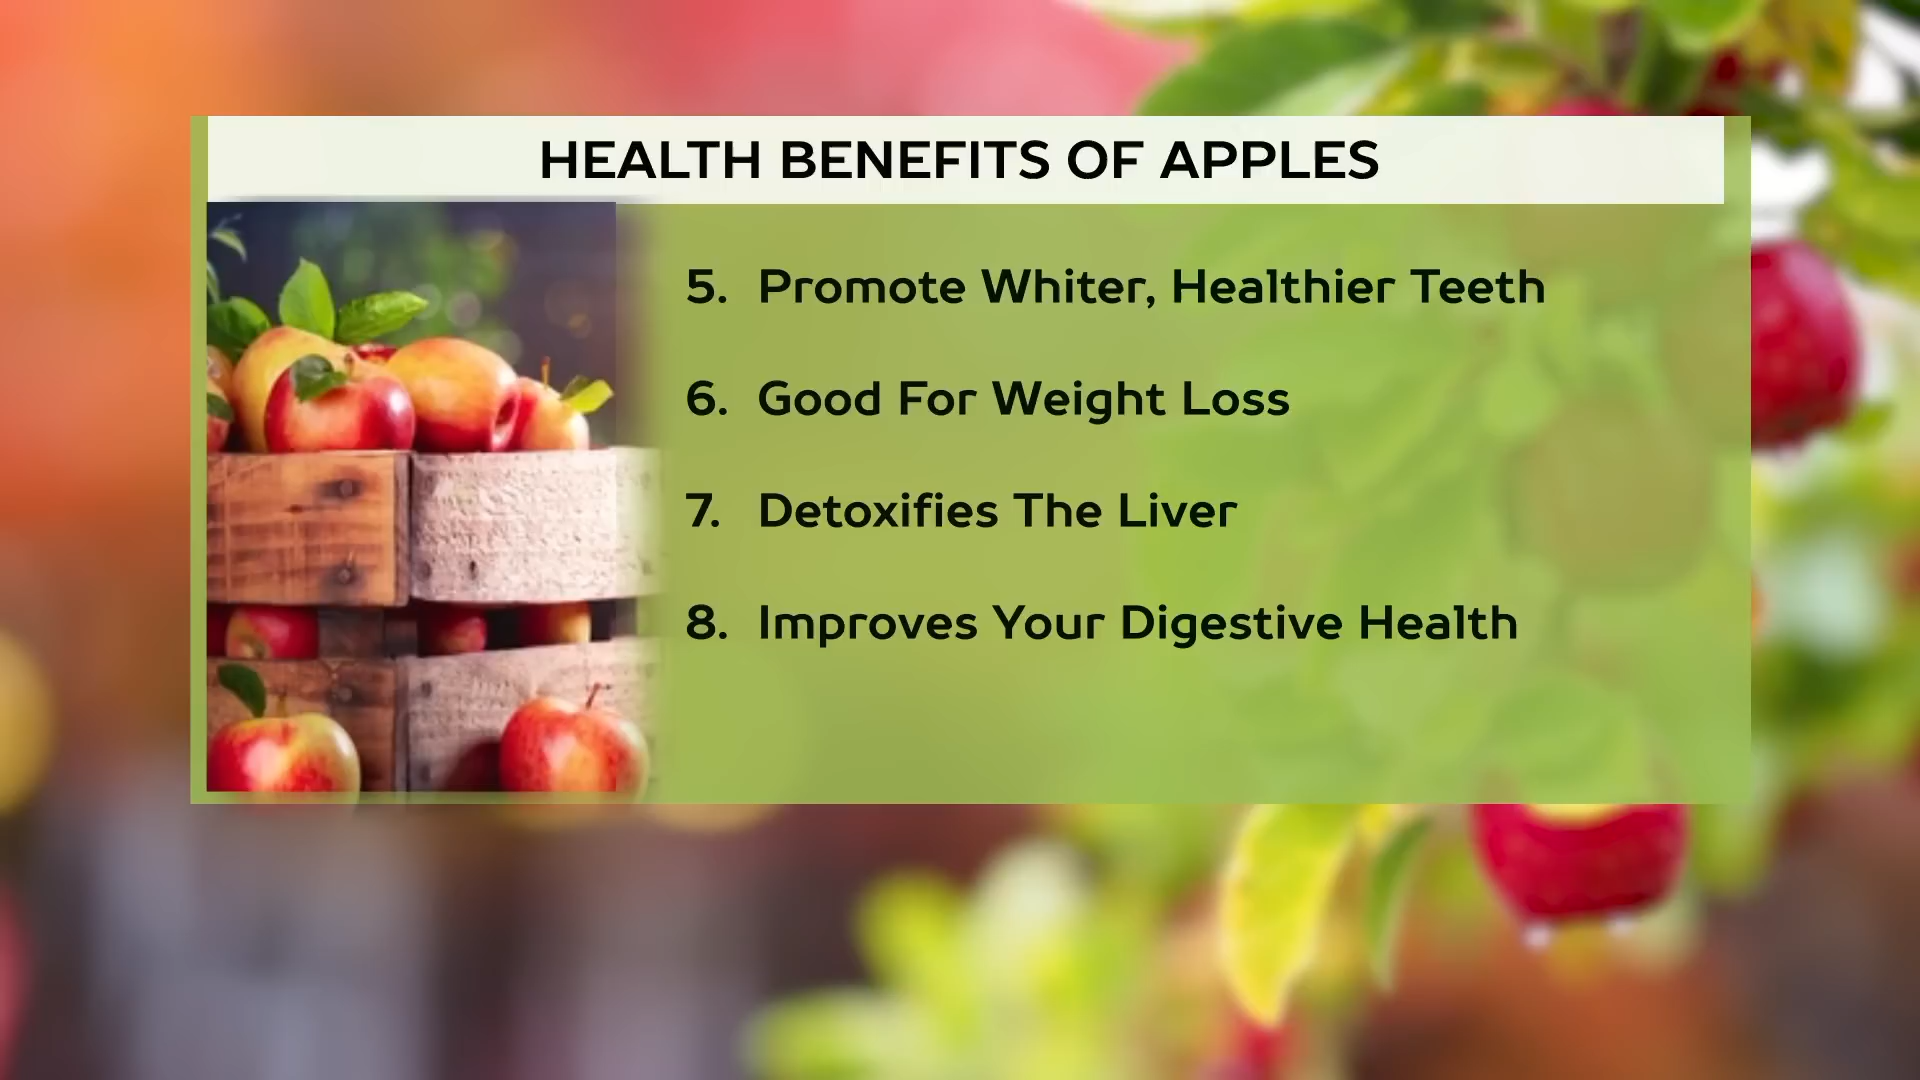 HEALTH BENEFITS OF APPLES
5. Promote Whiter, Healthier Teeth
6. Good For Weight Loss
7. Detoxifies The Liver
8. Improves Your Digestive Health